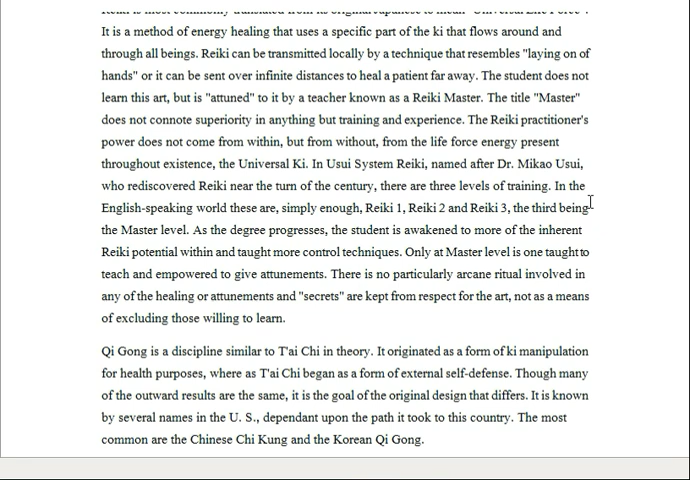 Reiki is most commonly translated from its original Japanese to mean "Universal Life Force".
It is a method of energy healing that uses a specific part of the ki that flows around and
through all beings. Reiki can be transmitted locally by a technique that resembles "laying on of
hands" or it can be sent over infinite distances to heal a patient far away. The student does not
learn this art, but is "attuned" to it by a teacher known as a Reiki Master. The title "Master"
does not connote superiority in anything but training and experience. The Reiki practitioner's
power does not come from within, but from without, from the life force energy present
throughout existence, the Universal Ki. In Usui System Reiki, named after Dr. Mikao Usui,
who rediscovered Reiki near the turn of the century, there are three levels of training. In the
English-speaking world these are, simply enough, Reiki 1, Reiki 2 and Reiki 3, the third being
the Master level. As the degree progresses, the student is awakened to more of the inherent
Reiki potential within and taught more control techniques. Only at Master level is one taught to
teach and empowered to give attunements. There is no particularly arcane ritual involved in
any of the healing or attunements and "secrets" are kept from respect for the art, not as a means
of excluding those willing to learn.
Qi Gong is a discipline similar to T'ai Chi in theory. It originated as a form of ki manipulation
for health purposes, where as T'ai Chi began as a form of external self-defense. Though many
of the outward results are the same, it is the goal of the original design that differs. It is known
by several names in the U. S., dependant upon the path it took to this country. The most
common are the Chinese Chi Kung and the Korean Qi Gong.